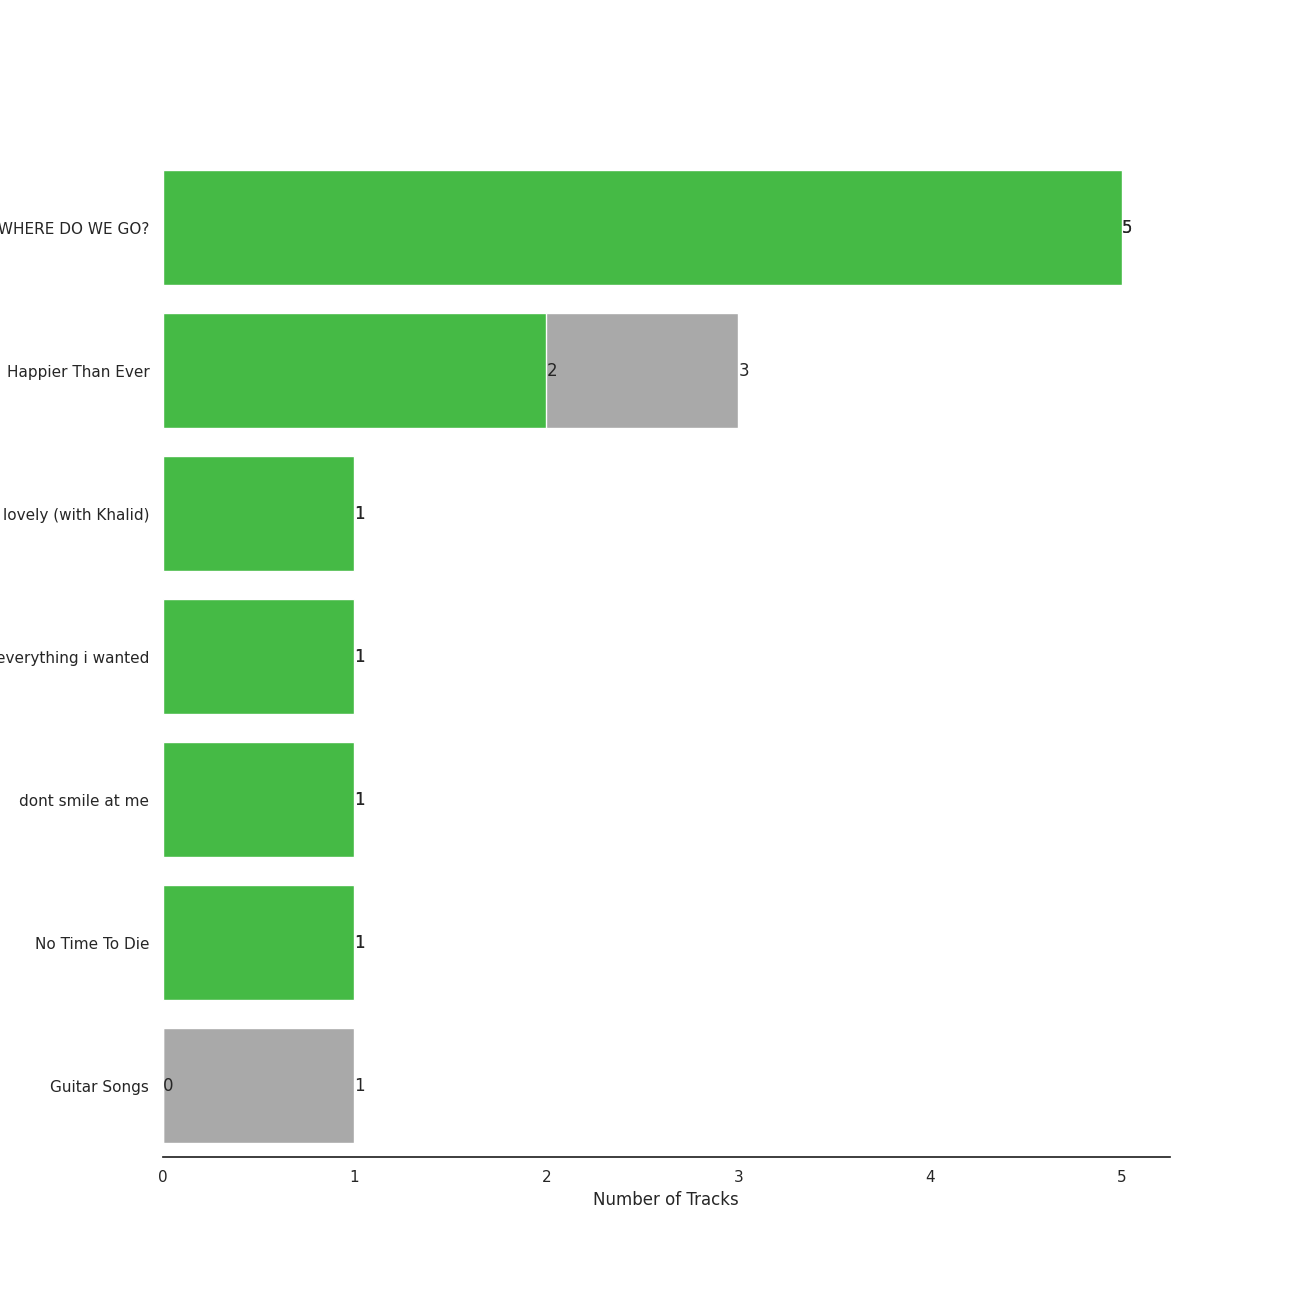 WHERE DO WE GO?
5
Happier Than Ever
2
3
lovely (with Khalid)
1
everything i wanted
1
dont smile at me
1
No Time To Die
1
Guitar Songs
0
1
0 1 2 3 4 5
Number of Tracks